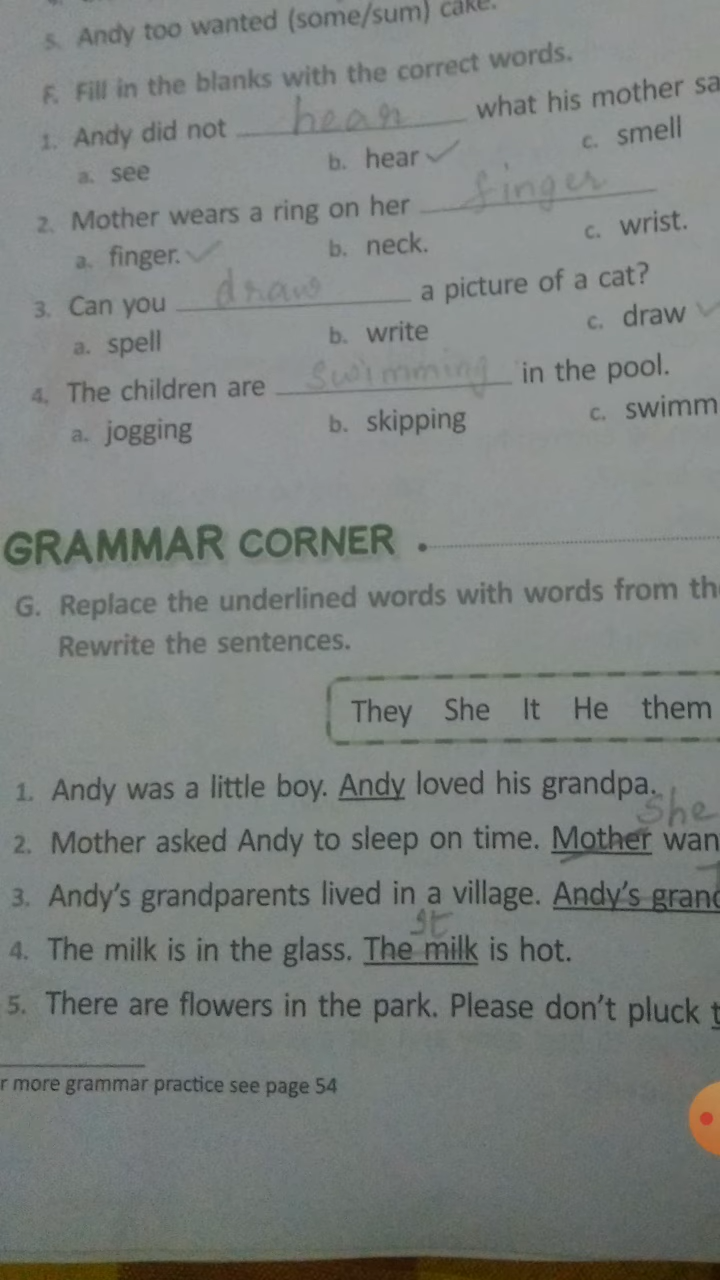 5. Andy too wanted (some/sum) cake.
F. Fill in the blanks with the correct words.
1. Andy did not hear what his mother sa
a. see b. hear ✓ c. smell
2. Mother wears a ring on her finger
a. finger. ✓ b. neck. c. wrist.
3. Can you draw a picture of a cat?
a. spell b. write c. draw ✓
4. The children are swimming in the pool.
a. jogging b. skipping c. swimm
GRAMMAR CORNER
G. Replace the underlined words with words from th
Rewrite the sentences.
They She It He them
1. Andy was a little boy. Andy loved his grandpa.
She
2. Mother asked Andy to sleep on time. Mother wan
3. Andy's grandparents lived in a village. Andy's grand
It
4. The milk is in the glass. The milk is hot.
5. There are flowers in the park. Please don't pluck t
r more grammar practice see page 54